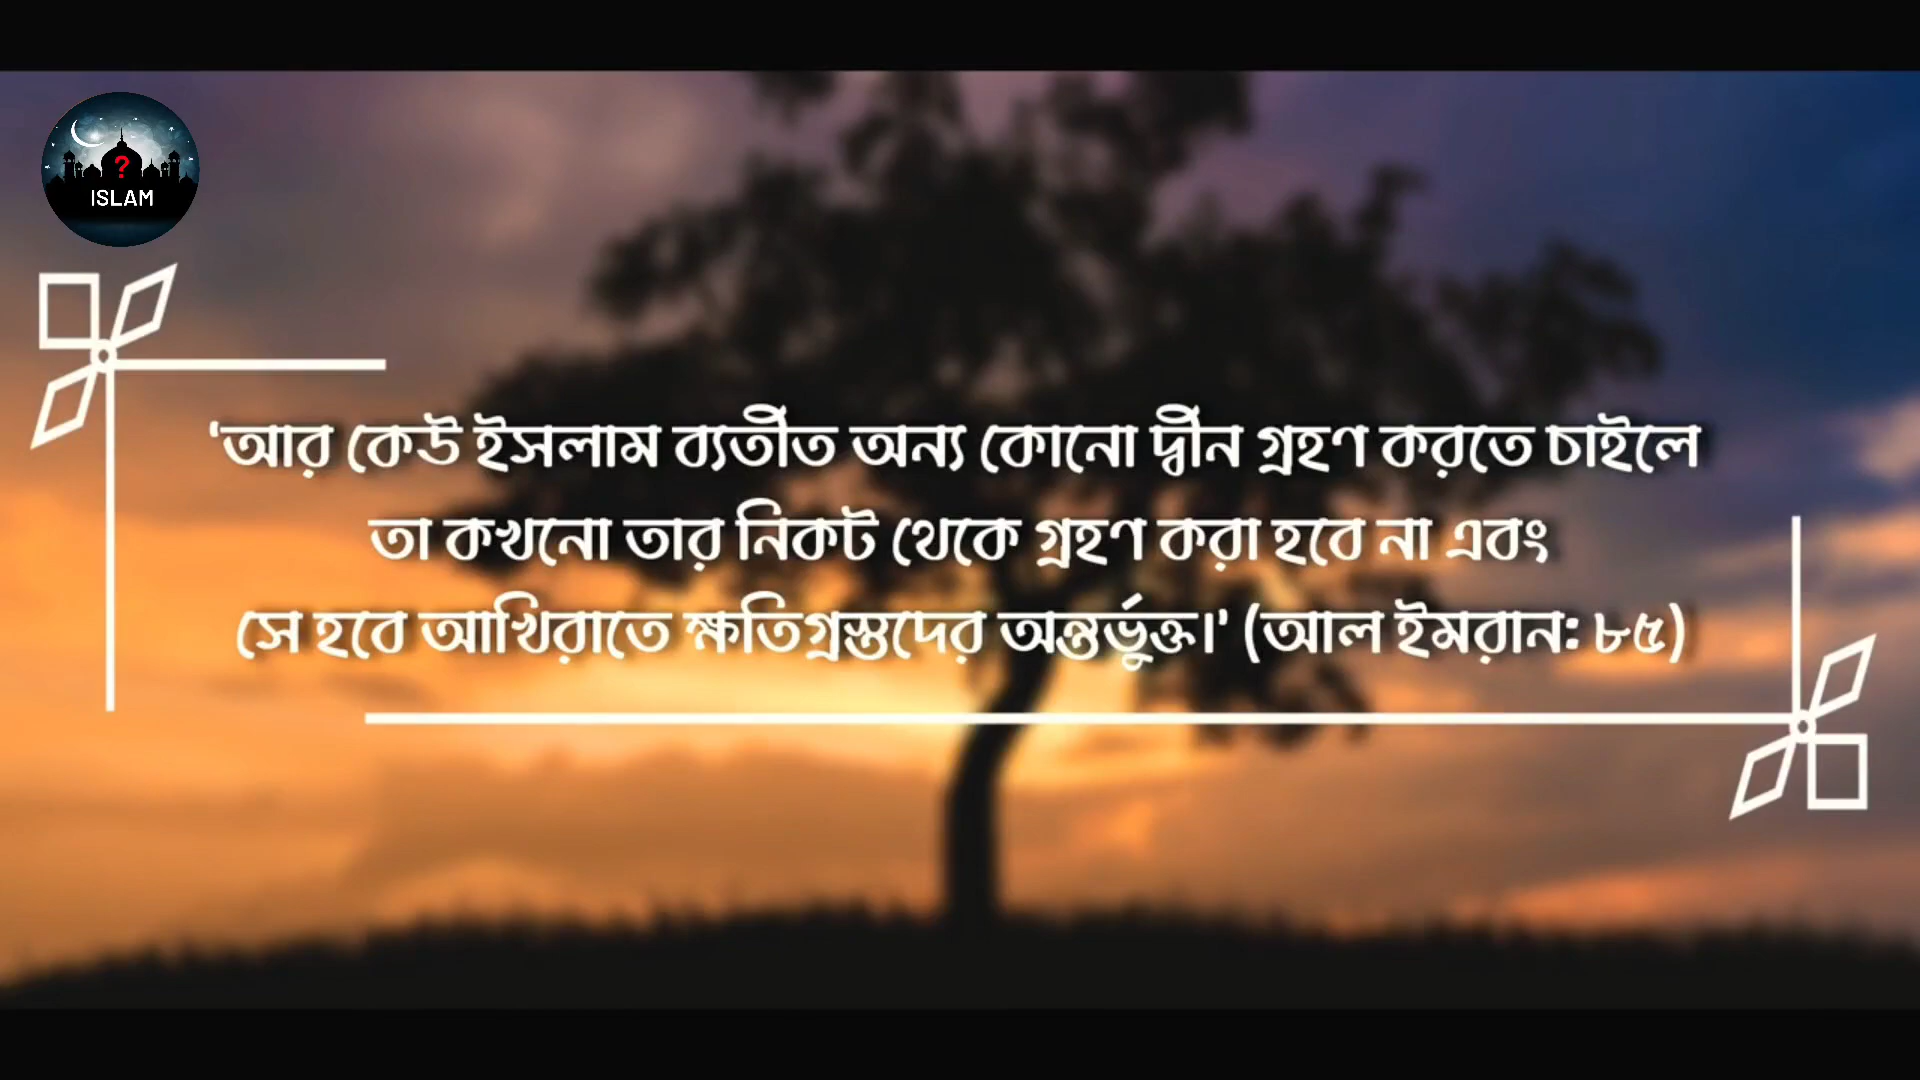 ?
ISLAM
‘আর কেউ ইসলাম ব্যতীত অন্য কোনো দ্বীন গ্রহণ করতে চাইলে
তা কখনো তার নিকট থেকে গ্রহণ করা হবে না এবং
সে হবে আখিরাতে ক্ষতিগ্রস্তদের অন্তর্ভুক্ত।’ (আল ইমরান: ৮৫)